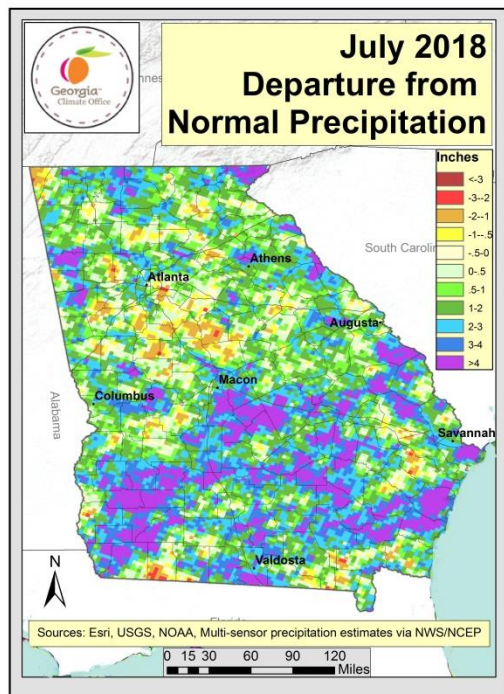 Georgia
Climate Office
July 2018
Departure from
Normal Precipitation
Inches
<-3
-3--2
-2--1
-1--.5
-.5-0
0-.5
.5-1
1-2
2-3
3-4
>4
South Carolina
Athens
Atlanta
Augusta
Macon
Columbus
Alabama
Savannah
Valdosta
N
Florida
Sources: Esri, USGS, NOAA, Multi-sensor precipitation estimates via NWS/NCEP
0 15 30 60 90 120
Miles